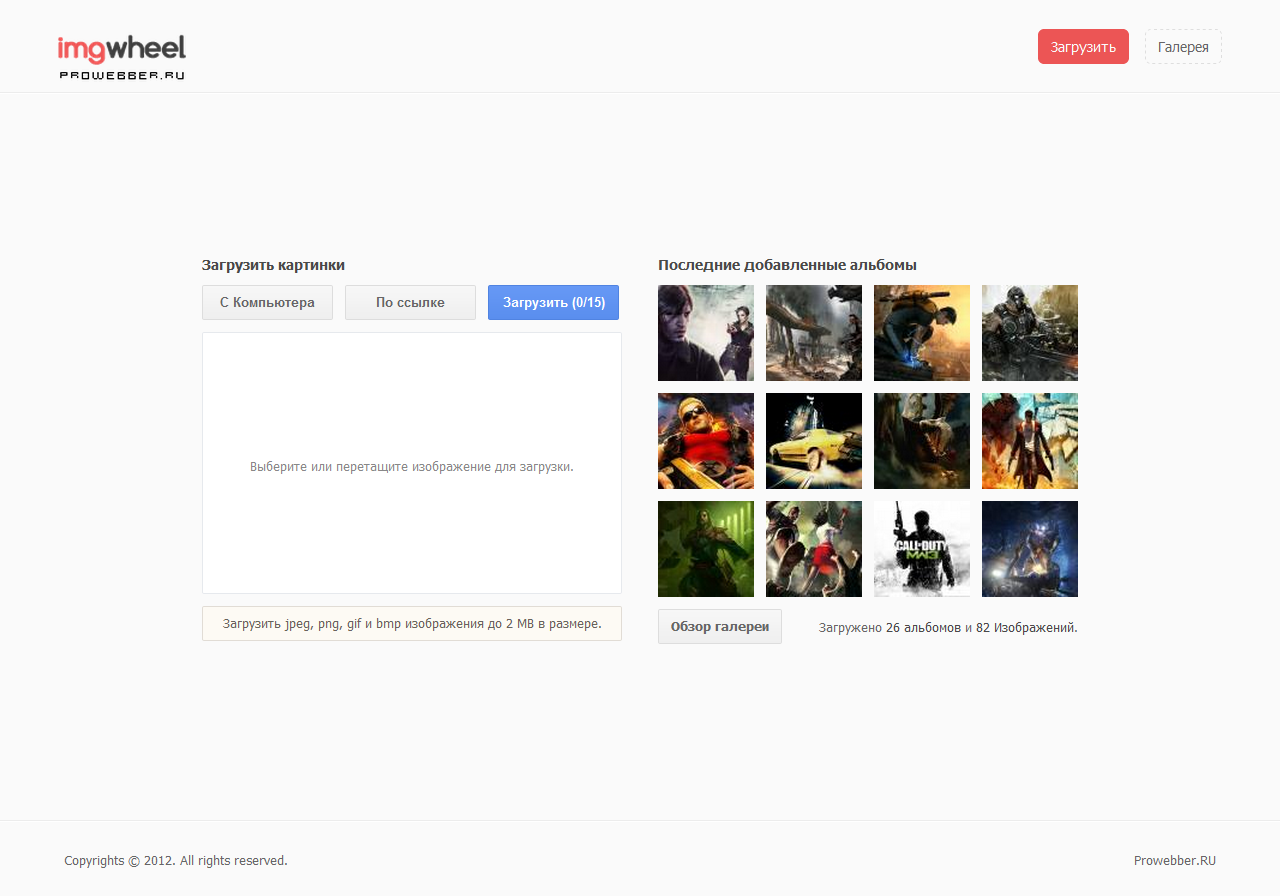 imgwheel
PROWEBBER.RU
Загрузить
Галерея
Загрузить картинки
С Компьютера
По ссылке
Загрузить (0/15)
Выберите или перетащите изображение для загрузки.
Загрузить jpeg, png, gif и bmp изображения до 2 MB в размере.
Последние добавленные альбомы
CALL OF DUTY
MW3
Обзор галереи
Загружено 26 альбомов и 82 Изображений.
Copyrights © 2012. All rights reserved.
Prowebber.RU